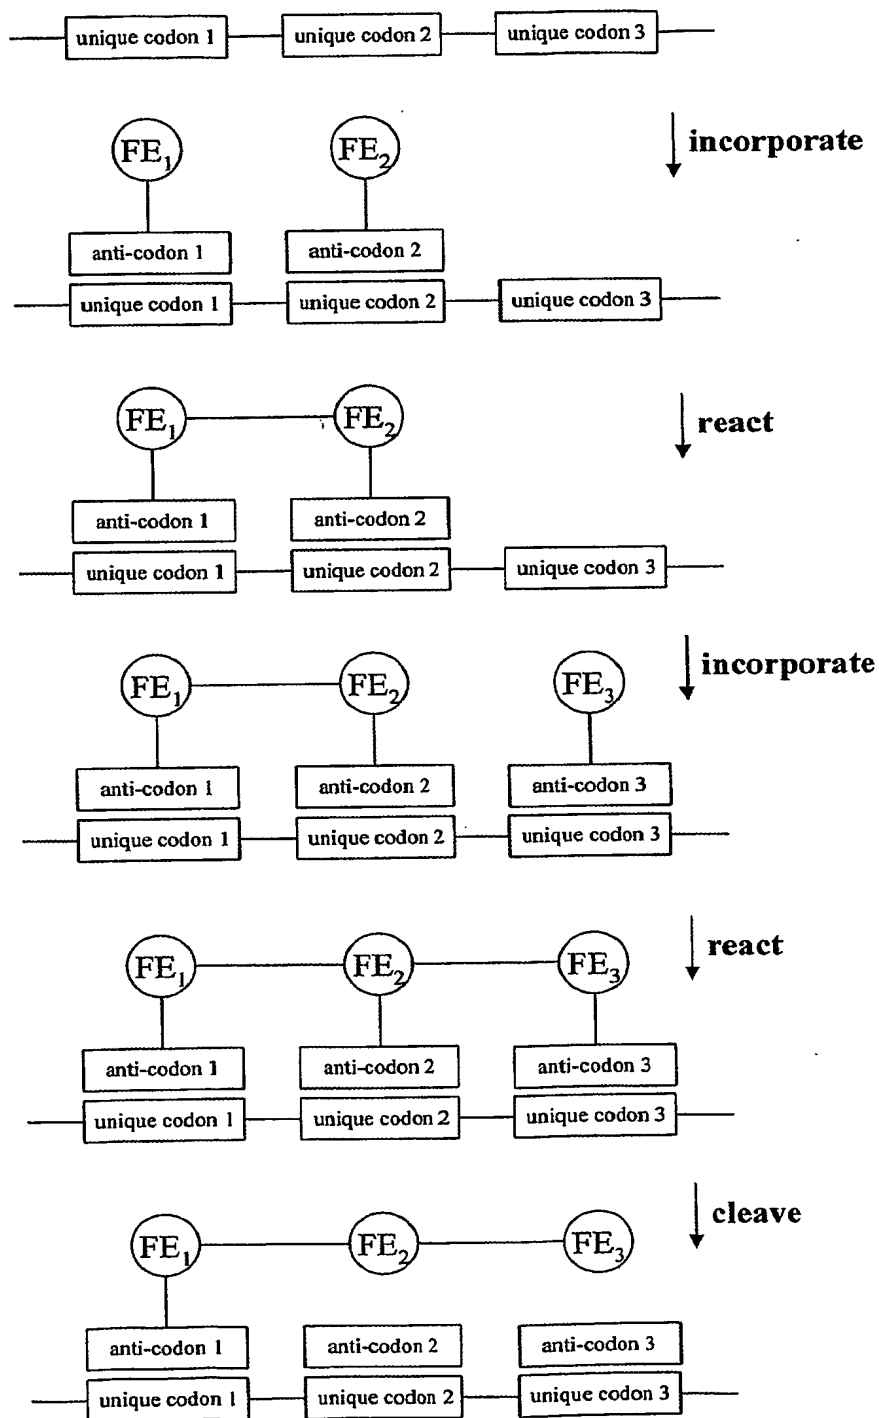 unique codon 1 unique codon 2 unique codon 3
incorporate
FE1 FE2
anti-codon 1 anti-codon 2
unique codon 1 unique codon 2 unique codon 3
react
FE1 FE2
anti-codon 1 anti-codon 2
unique codon 1 unique codon 2 unique codon 3
incorporate
FE1 FE2 FE3
anti-codon 1 anti-codon 2 anti-codon 3
unique codon 1 unique codon 2 unique codon 3
react
FE1 FE2 FE3
anti-codon 1 anti-codon 2 anti-codon 3
unique codon 1 unique codon 2 unique codon 3
cleave
FE1 FE2 FE3
anti-codon 1 anti-codon 2 anti-codon 3
unique codon 1 unique codon 2 unique codon 3